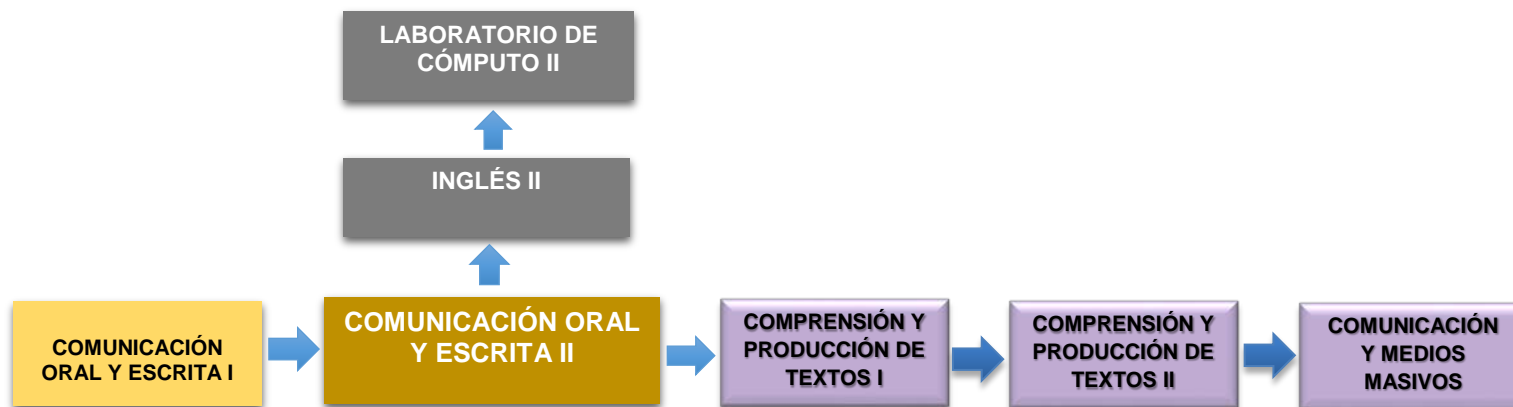 LABORATORIO DE
CÓMPUTO II
INGLÉS II
COMUNICACIÓN
ORAL Y ESCRITA I
COMUNICACIÓN ORAL
Y ESCRITA II
COMPRENSIÓN Y
PRODUCCIÓN DE
TEXTOS I
COMPRENSIÓN Y
PRODUCCIÓN DE
TEXTOS II
COMUNICACIÓN
Y MEDIOS
MASIVOS